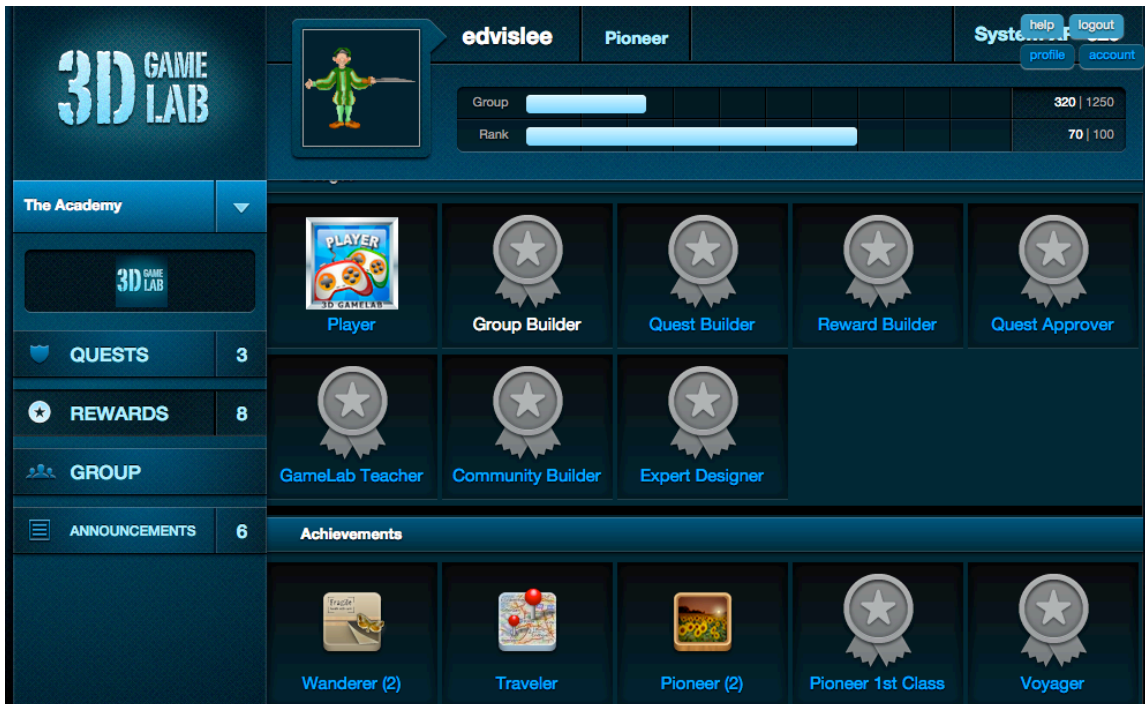 3D GAME LAB
edvislee
Pioneer
help
logout
profile
account
Group
320 | 1250
Rank
70 | 100
The Academy
3D GAME LAB
QUESTS 3
REWARDS 8
GROUP
ANNOUNCEMENTS 6
PLAYER
3D GAMELAB
Player
Group Builder
Quest Builder
Reward Builder
Quest Approver
GameLab Teacher
Community Builder
Expert Designer
Achievements
Fragile
Wanderer (2)
Traveler
Pioneer (2)
Pioneer 1st Class
Voyager